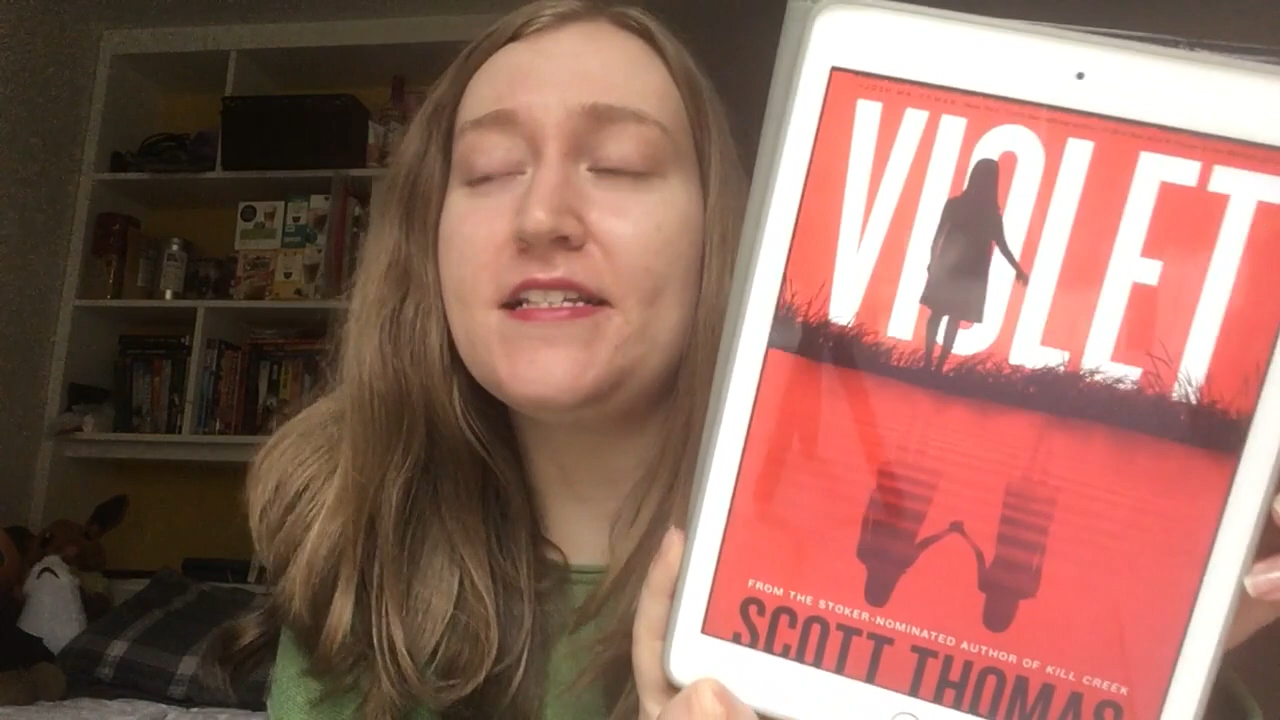 VIOLET
FROM THE STOKER-NOMINATED AUTHOR OF KILL CREEK
SCOTT THOMAS